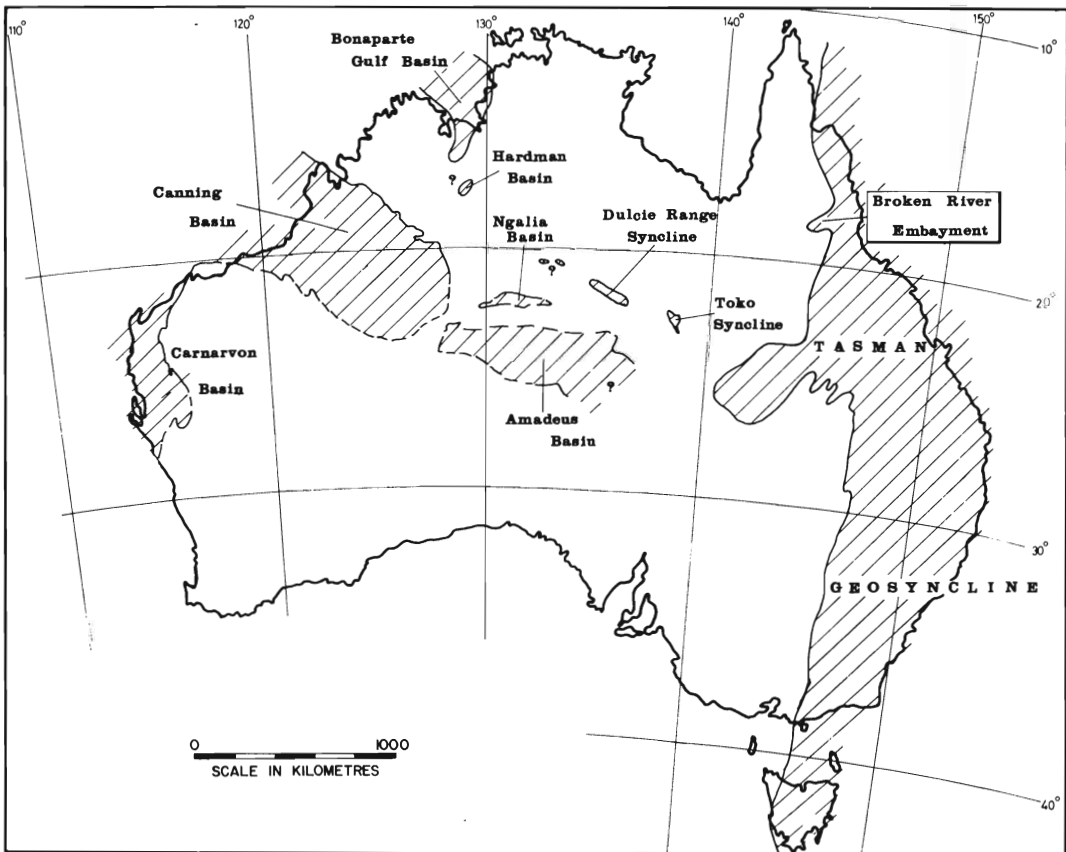 110°
120°
130°
140°
150°
10°
Bonaparte
Gulf Basin
Hardman
Basin
?
Canning
Basin
Ngalia
Basin
?
Dulcie Range
Syncline
Broken River
Embayment
20°
Toko
Syncline
TASMAN
Carnarvon
Basin
?
Amadeus
Basin
30°
GEOSYNCLINE
0
1000
SCALE IN KILOMETRES
40°